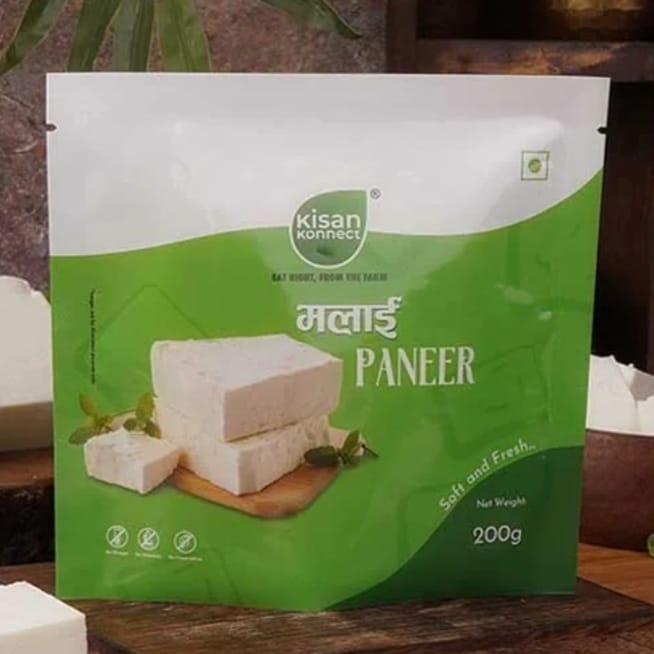 Kisan
Konnect
®
EAT RIGHT, FROM THE FARM
मलाई
PANEER
Soft and Fresh..
Net Weight
200g